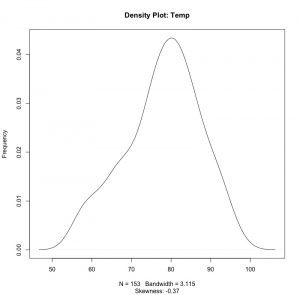 Density Plot: Temp
Frequency
0.04
0.03
0.02
0.01
0.00
50 60 70 80 90 100
N = 153 Bandwidth = 3.115
Skewness: -0.37